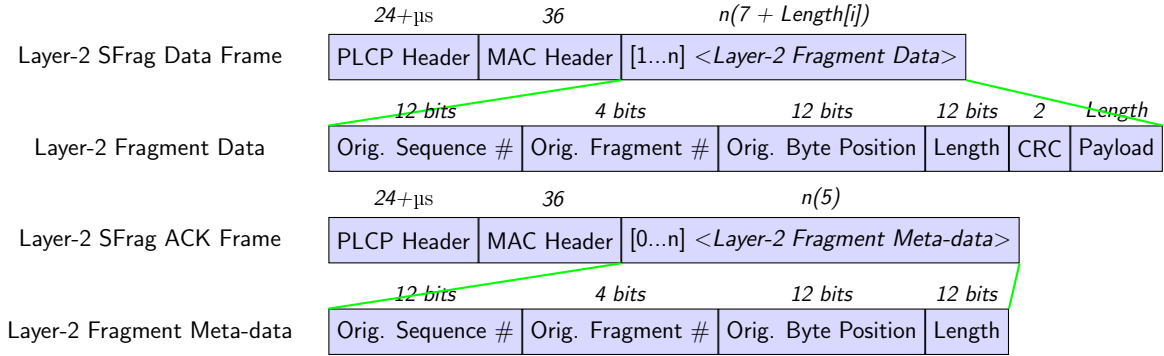 24+µs 36 n(7 + Length[i])
Layer-2 SFrag Data Frame PLCP Header MAC Header [1...n] <Layer-2 Fragment Data>
12 bits 4 bits 12 bits 12 bits 2 Length
Layer-2 Fragment Data Orig. Sequence # Orig. Fragment # Orig. Byte Position Length CRC Payload
24+µs 36 n(5)
Layer-2 SFrag ACK Frame PLCP Header MAC Header [0...n] <Layer-2 Fragment Meta-data>
12 bits 4 bits 12 bits 12 bits
Layer-2 Fragment Meta-data Orig. Sequence # Orig. Fragment # Orig. Byte Position Length